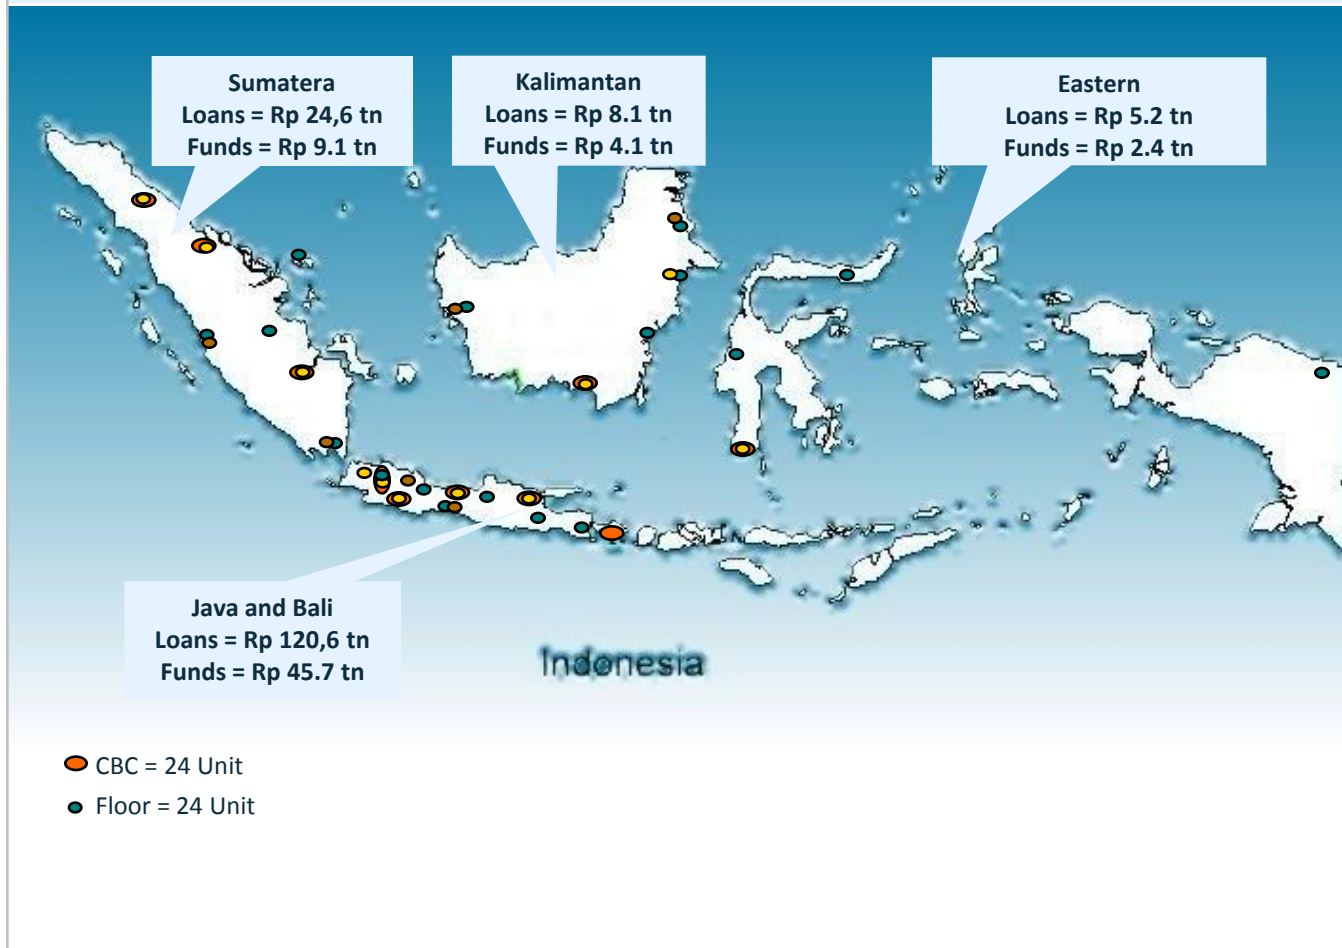 Sumatera
Loans = Rp 24,6 tn
Funds = Rp 9.1 tn
Kalimantan
Loans = Rp 8.1 tn
Funds = Rp 4.1 tn
Eastern
Loans = Rp 5.2 tn
Funds = Rp 2.4 tn
Java and Bali
Loans = Rp 120,6 tn
Funds = Rp 45.7 tn
Indonesia
CBC = 24 Unit
Floor = 24 Unit